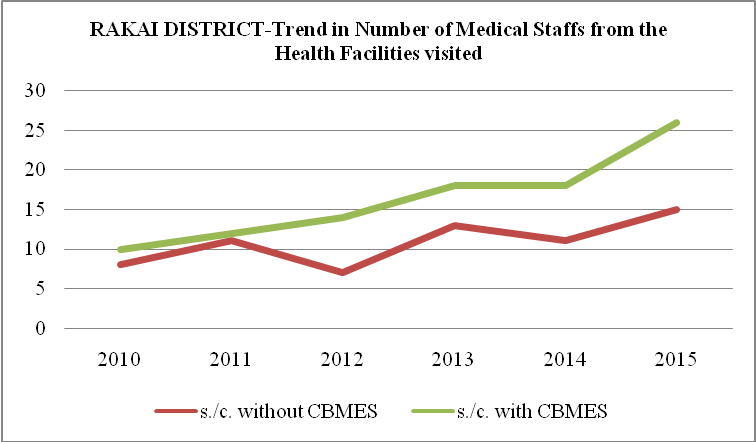 RAKAI DISTRICT-Trend in Number of Medical Staffs from the
Health Facilities visited
30
25
20
15
10
5
0
2010 2011 2012 2013 2014 2015
s./c. without CBMES s./c. with CBMES